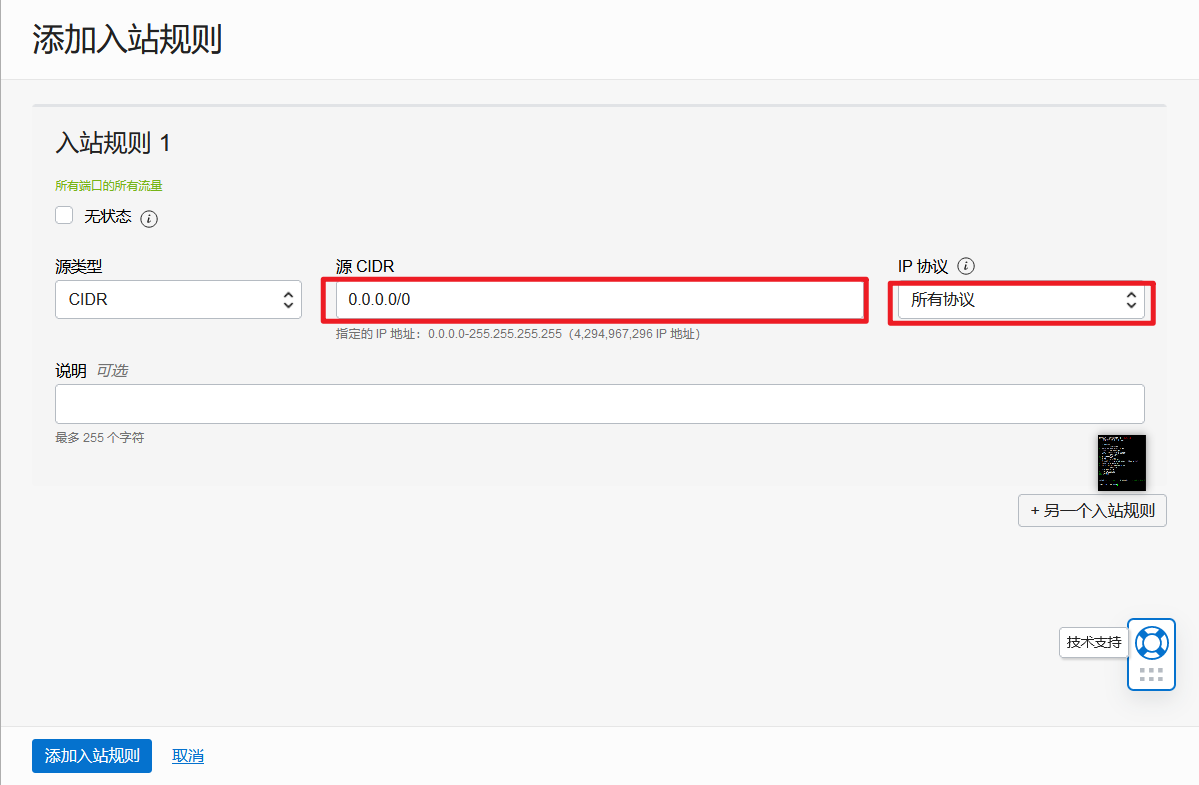 添加入站规则
入站规则 1
所有端口的所有流量
无状态
源类型
源 CIDR
IP 协议
CIDR
0.0.0.0/0
所有协议
指定的 IP 地址：0.0.0.0-255.255.255.255（4,294,967,296 IP 地址）
说明 可选
最多 255 个字符
+ 另一个入站规则
技术支持
添加入站规则
取消